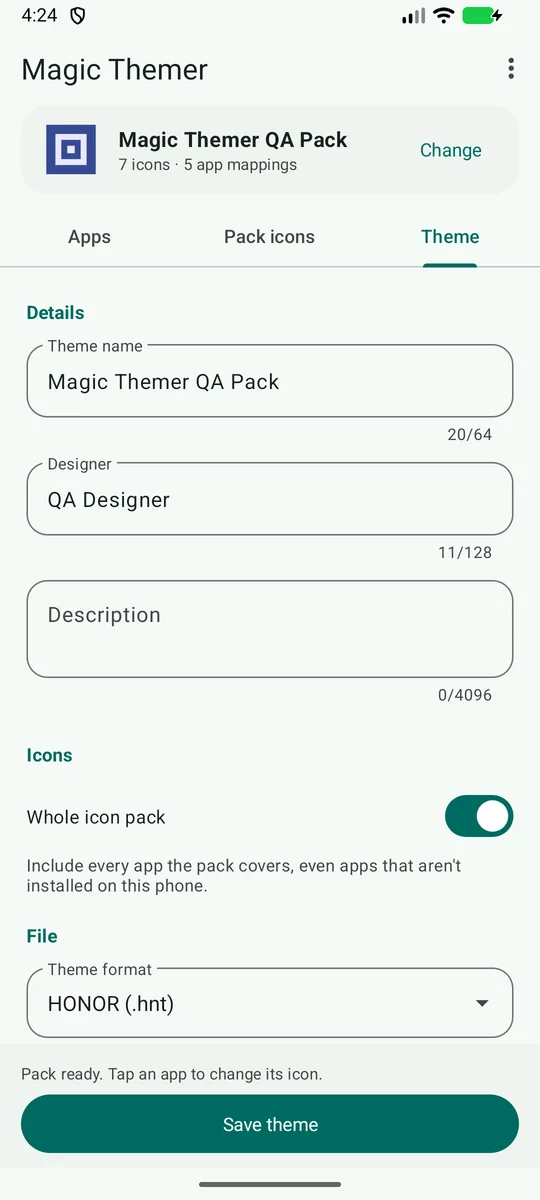 4:24
Magic Themer
Magic Themer QA Pack
7 icons · 5 app mappings
Change
Apps
Pack icons
Theme
Details
Theme name
Magic Themer QA Pack
20/64
Designer
QA Designer
11/128
Description
0/4096
Icons
Whole icon pack
Include every app the pack covers, even apps that aren't
installed on this phone.
File
Theme format
HONOR (.hnt)
Pack ready. Tap an app to change its icon.
Save theme